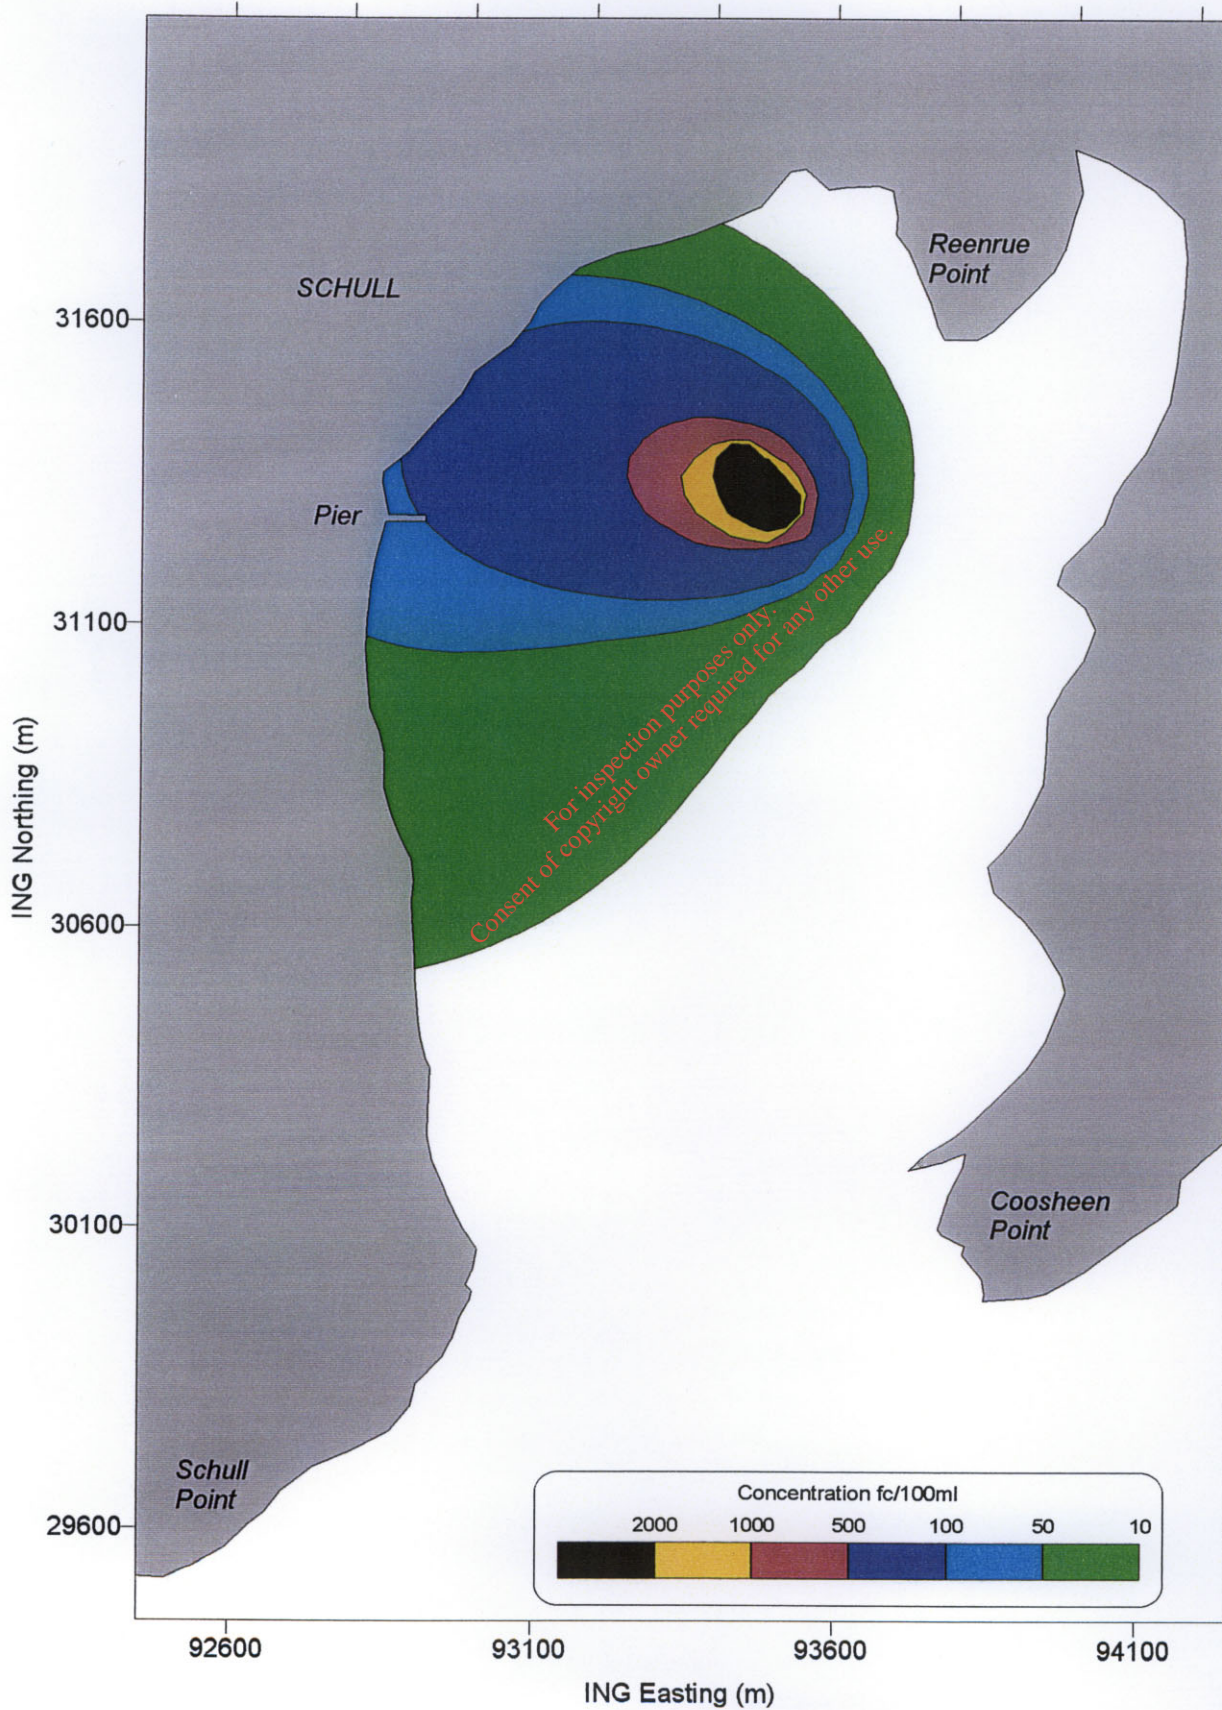 Reenrue
Point
SCHULL
31600
Pier
31100
For inspection purposes only.
Consent of copyright owner required for any other use.
ING Northing (m)
30600
30100
Coosheen
Point
Schull
Point
29600
Concentration fc/100ml
2000 1000 500 100 50 10
92600 93100 93600 94100
ING Easting (m)